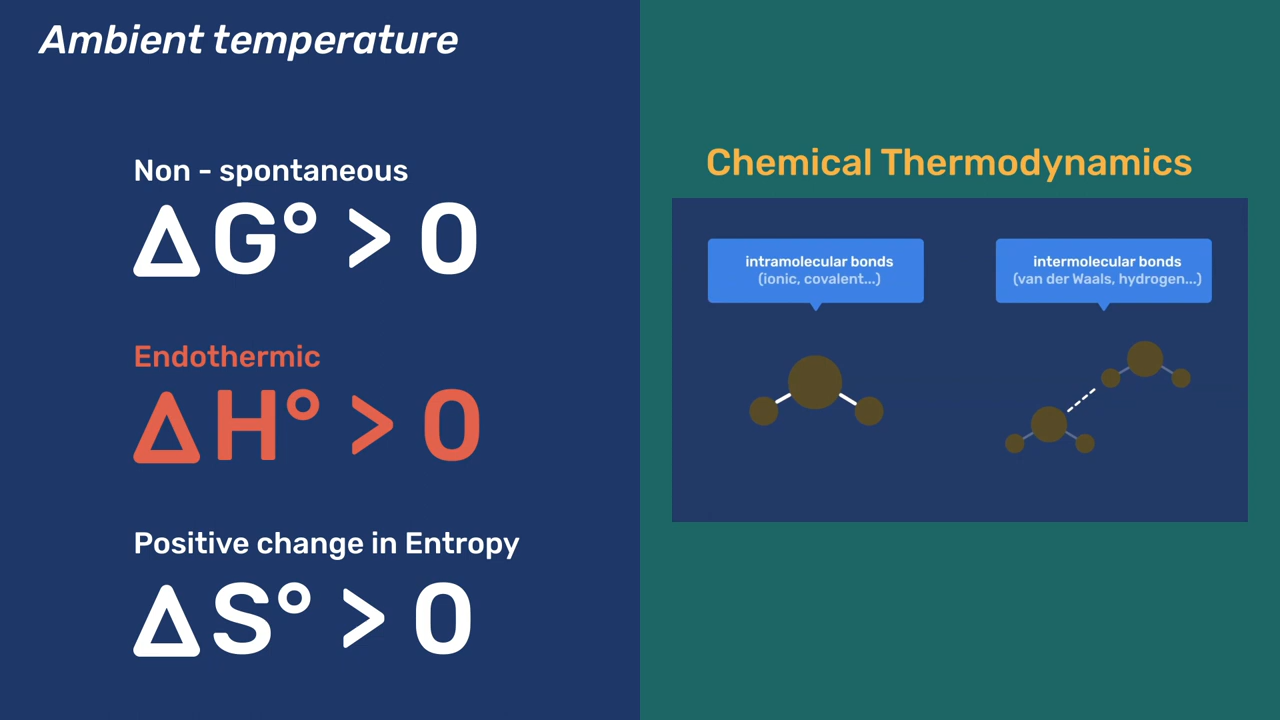 Ambient temperature
Non - spontaneous
ΔG° > 0
Endothermic
ΔH° > 0
Positive change in Entropy
ΔS° > 0
Chemical Thermodynamics
intramolecular bonds
(ionic, covalent...)
intermolecular bonds
(van der Waals, hydrogen...)